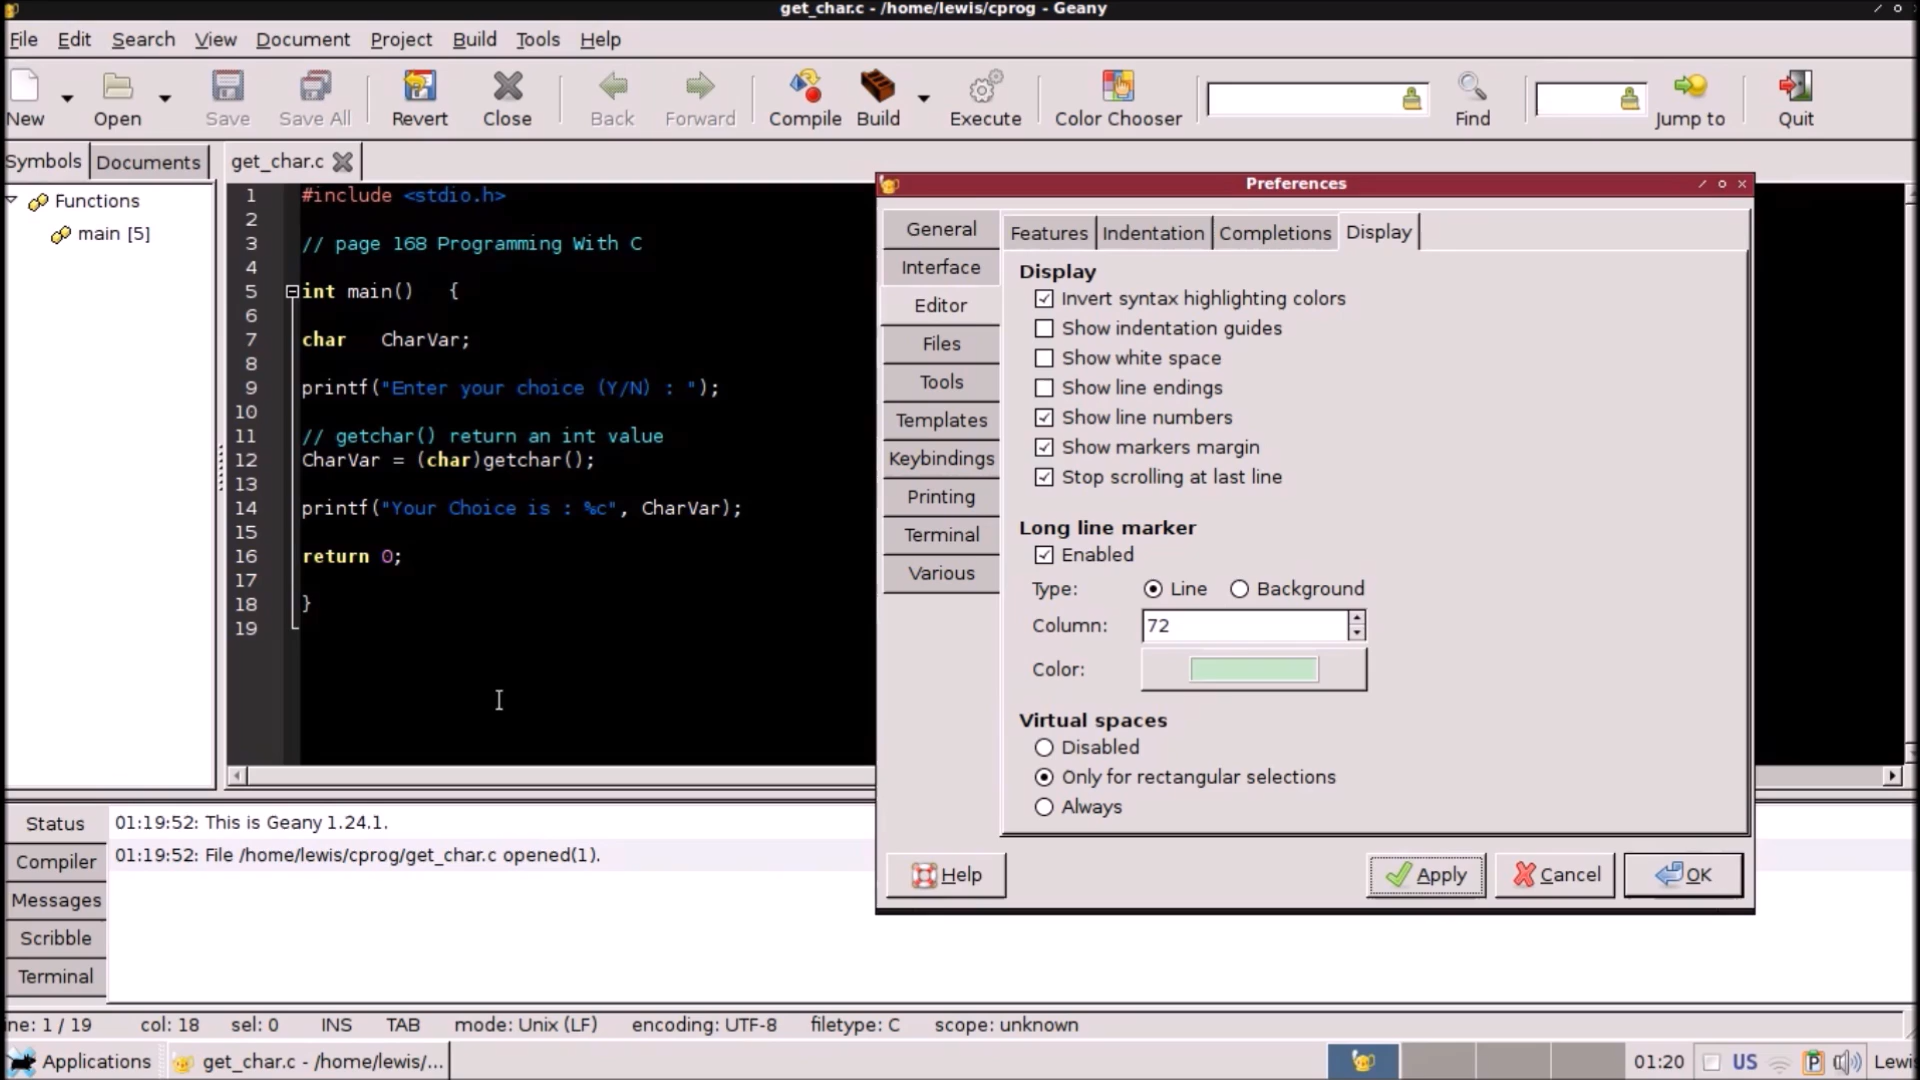 get_char.c - /home/lewis/cprog - Geany
File Edit Search View Document Project Build Tools Help
New Open Save Save All Revert Close Back Forward Compile Build Execute Color Chooser Find Jump to Quit
Symbols Documents get_char.c
Functions
main [5]
1 #include <stdio.h>
2
3 // page 168 Programming With C
4
5 int main() {
6
7 char CharVar;
8
9 printf("Enter your choice (Y/N) : ");
10
11 // getchar() return an int value
12 CharVar = (char)getchar();
13
14 printf("Your Choice is : %c", CharVar);
15
16 return 0;
17
18 }
19
Preferences
General
Interface
Editor
Files
Tools
Templates
Keybindings
Printing
Terminal
Various
Features Indentation Completions Display
Display
Invert syntax highlighting colors
Show indentation guides
Show white space
Show line endings
Show line numbers
Show markers margin
Stop scrolling at last line
Long line marker
Enabled
Type: Line Background
Column: 72
Color:
Virtual spaces
Disabled
Only for rectangular selections
Always
Help Apply Cancel OK
Status
Compiler
Messages
Scribble
Terminal
01:19:52: This is Geany 1.24.1.
01:19:52: File /home/lewis/cprog/get_char.c opened(1).
ine: 1 / 19 col: 18 sel: 0 INS TAB mode: Unix (LF) encoding: UTF-8 filetype: C scope: unknown
Applications get_char.c - /home/lewis/... 01:20 US P Lewi